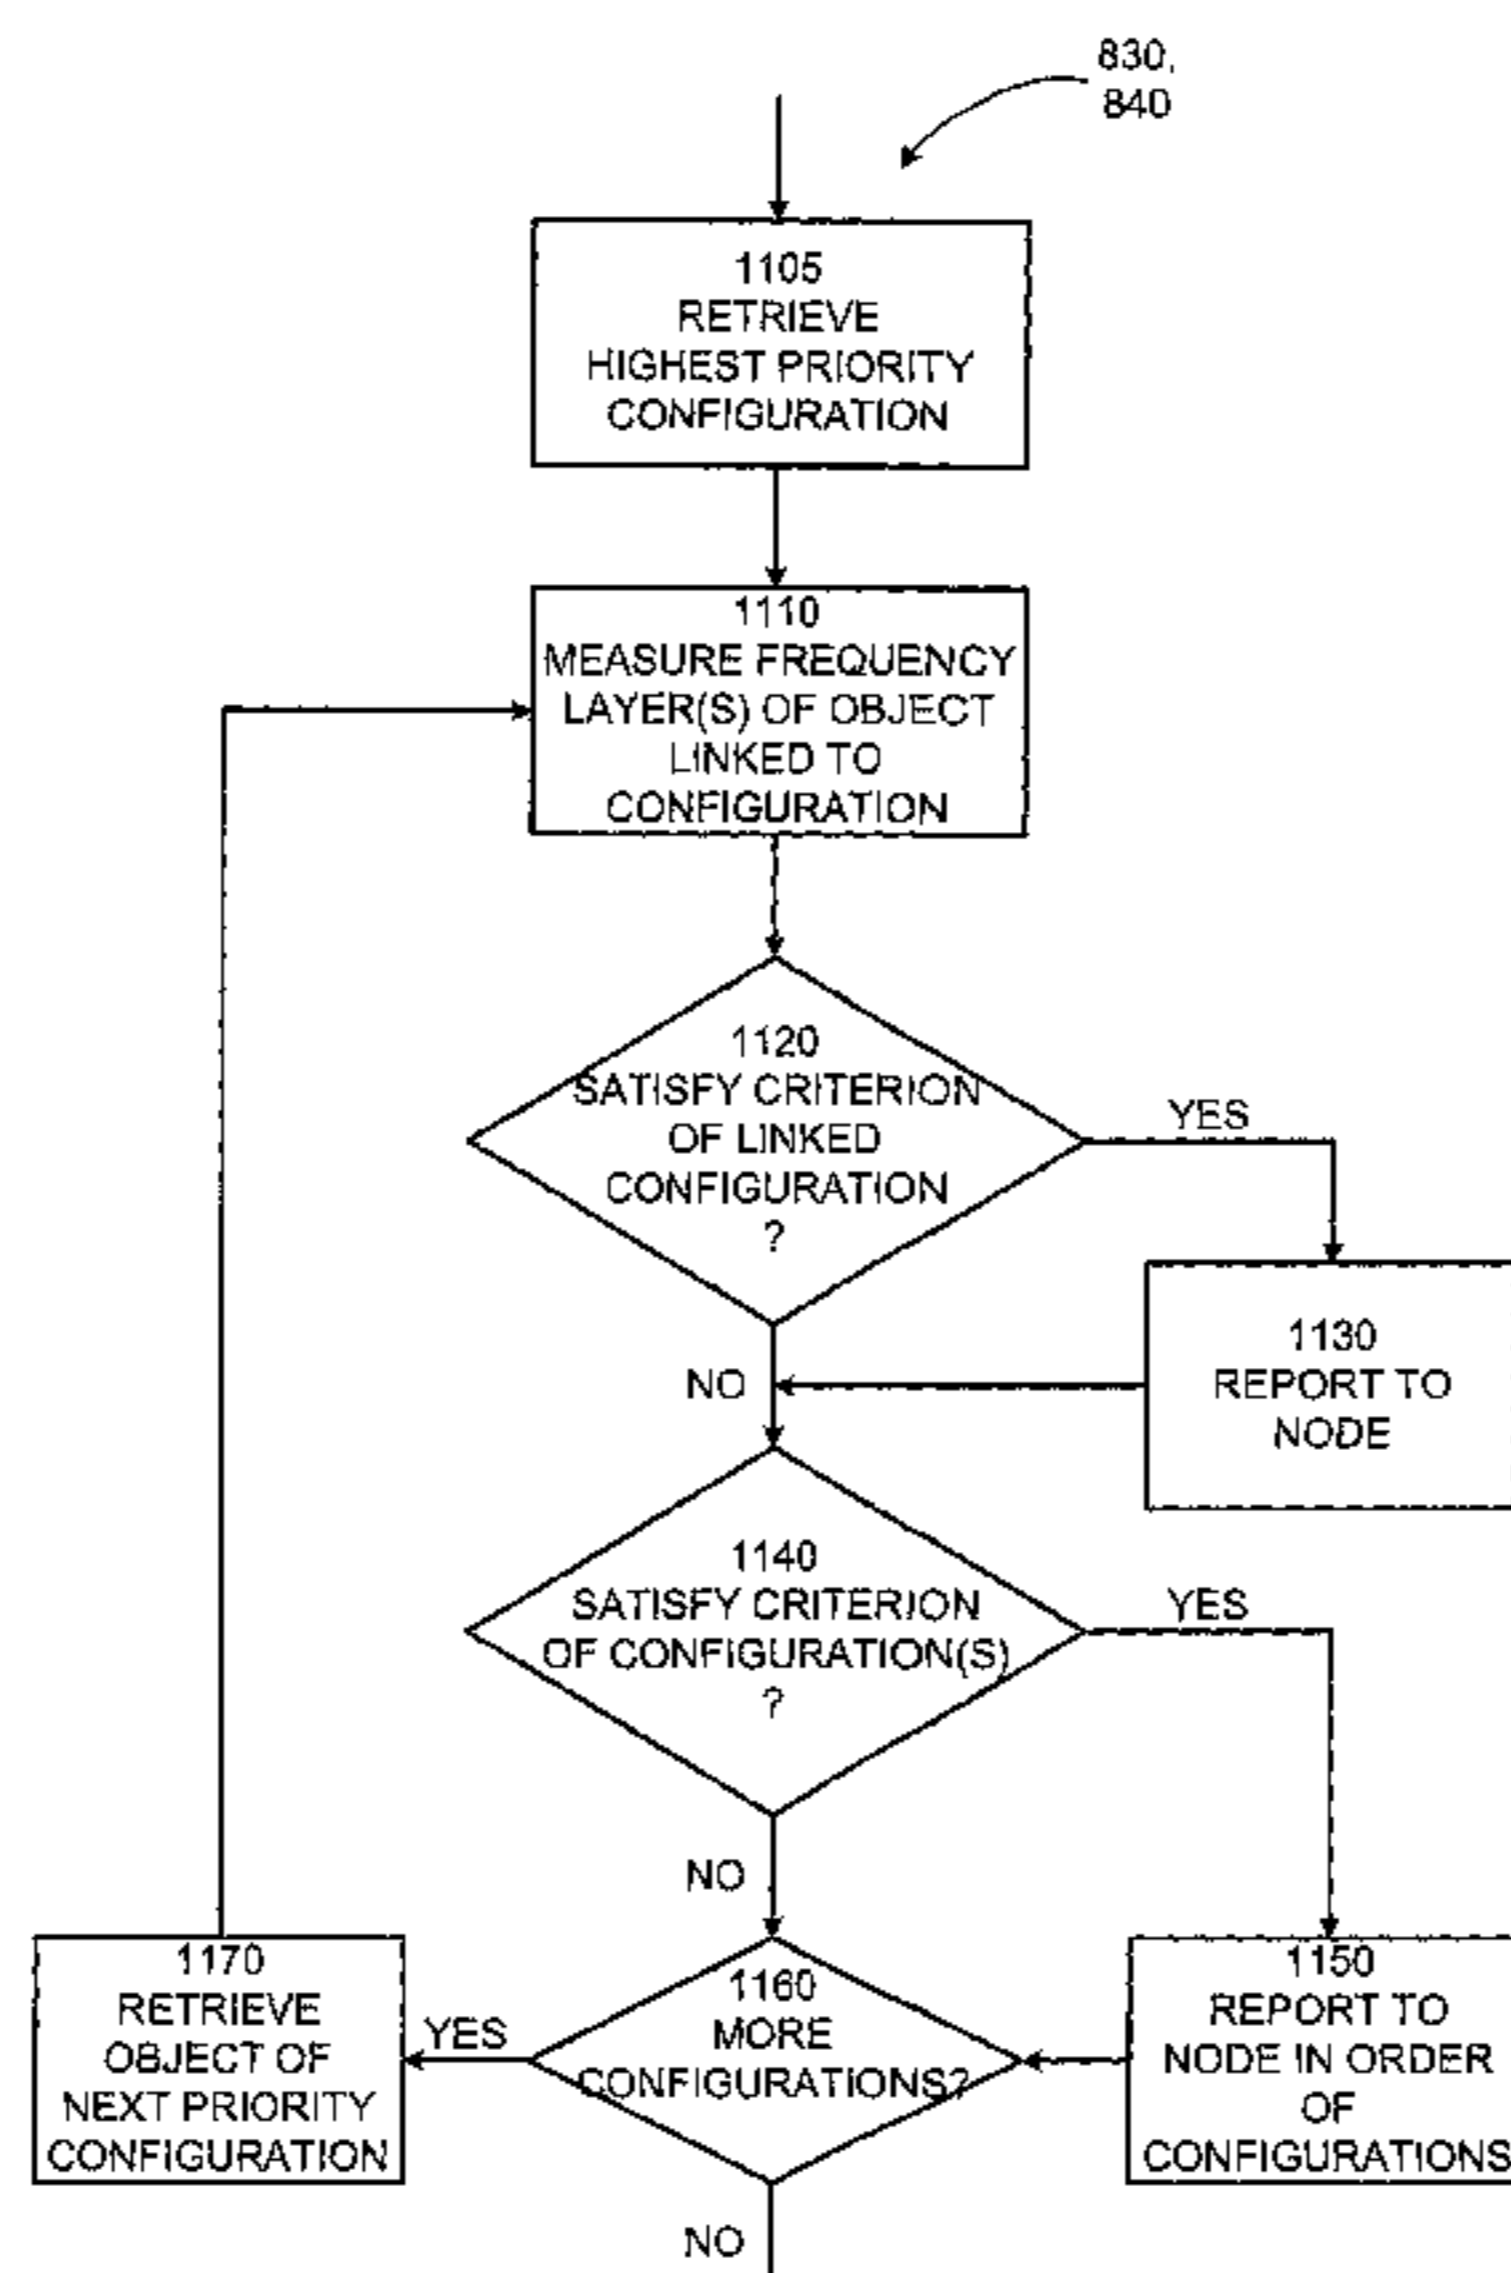 830,
840
1105
RETRIEVE
HIGHEST PRIORITY
CONFIGURATION
1110
MEASURE FREQUENCY
LAYER(S) OF OBJECT
LINKED TO
CONFIGURATION
1120
SATISFY CRITERION
OF LINKED
CONFIGURATION
?
YES
1130
REPORT TO
NODE
NO
1140
SATISFY CRITERION
OF CONFIGURATION(S)
?
YES
NO
1170
RETRIEVE
OBJECT OF
NEXT PRIORITY
CONFIGURATION
YES
1160
MORE
CONFIGURATIONS?
1150
REPORT TO
NODE IN ORDER
OF
CONFIGURATIONS
NO